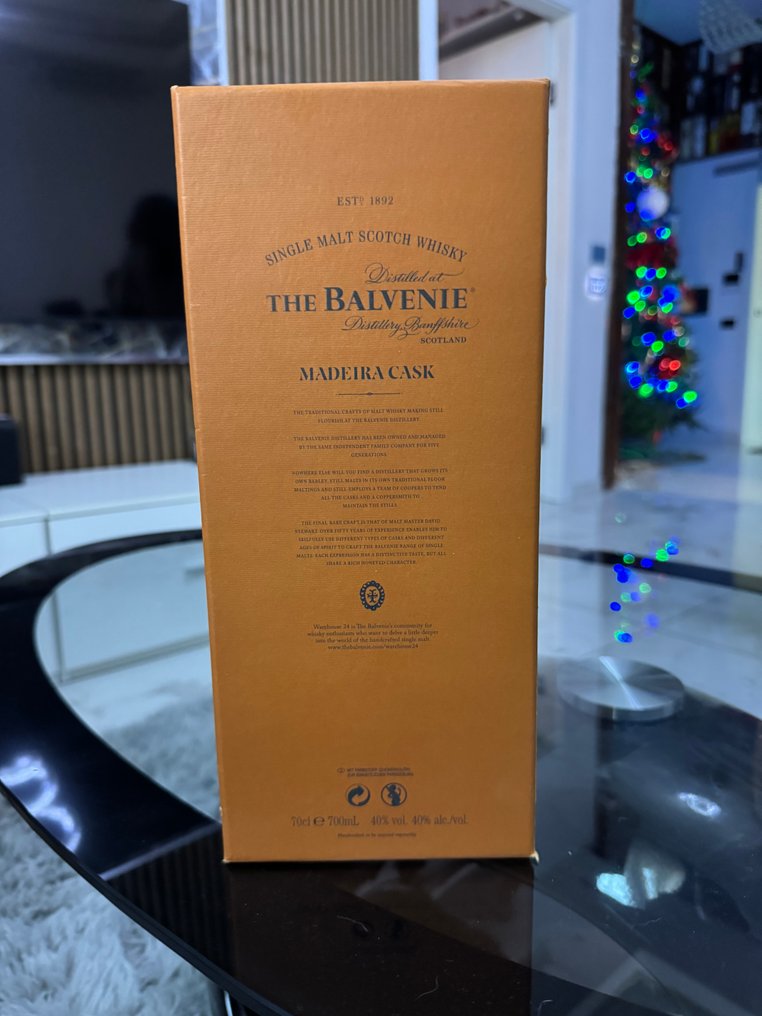 ESTD 1892
SINGLE MALT SCOTCH WHISKY
Distilled at
THE BALVENIE®
Distillery, Banffshire
SCOTLAND
MADEIRA CASK
THE TRADITIONAL CRAFTS OF MALT WHISKY MAKING STILL
FLOURISH AT THE BALVENIE DISTILLERY.
THE BALVENIE DISTILLERY HAS BEEN OWNED AND MANAGED
BY THE SAME INDEPENDENT FAMILY COMPANY FOR FIVE
GENERATIONS.
NOWHERE ELSE WILL YOU FIND A DISTILLERY THAT GROWS ITS
OWN BARLEY, STILL MALTS IN ITS OWN TRADITIONAL FLOOR
MALTINGS AND STILL EMPLOYS A TEAM OF COOPERS TO TEND
ALL THE CASKS AND A COPPERSMITH TO
MAINTAIN THE STILLS.
THE FINAL RARE CRAFT IS THAT OF MALT MASTER DAVID
STEWART. OVER FIFTY YEARS OF EXPERIENCE ENABLES HIM TO
SKILFULLY USE DIFFERENT TYPES OF CASKS AND DIFFERENT
AGES OF SPIRIT TO CRAFT THE BALVENIE RANGE OF SINGLE
MALTS. EACH EXPRESSION HAS A DISTINCTIVE TASTE, BUT ALL
SHARE A RICH HONEYED CHARACTER.
Warehouse 24 is The Balvenie's community for
whisky enthusiasts who want to delve a little deeper
into the world of the handcrafted single malt.
www.thebalvenie.com/warehouse24
70cl ℮ 700mL 40% vol. 40% alc./vol.
Handcrafted to be enjoyed responsibly.